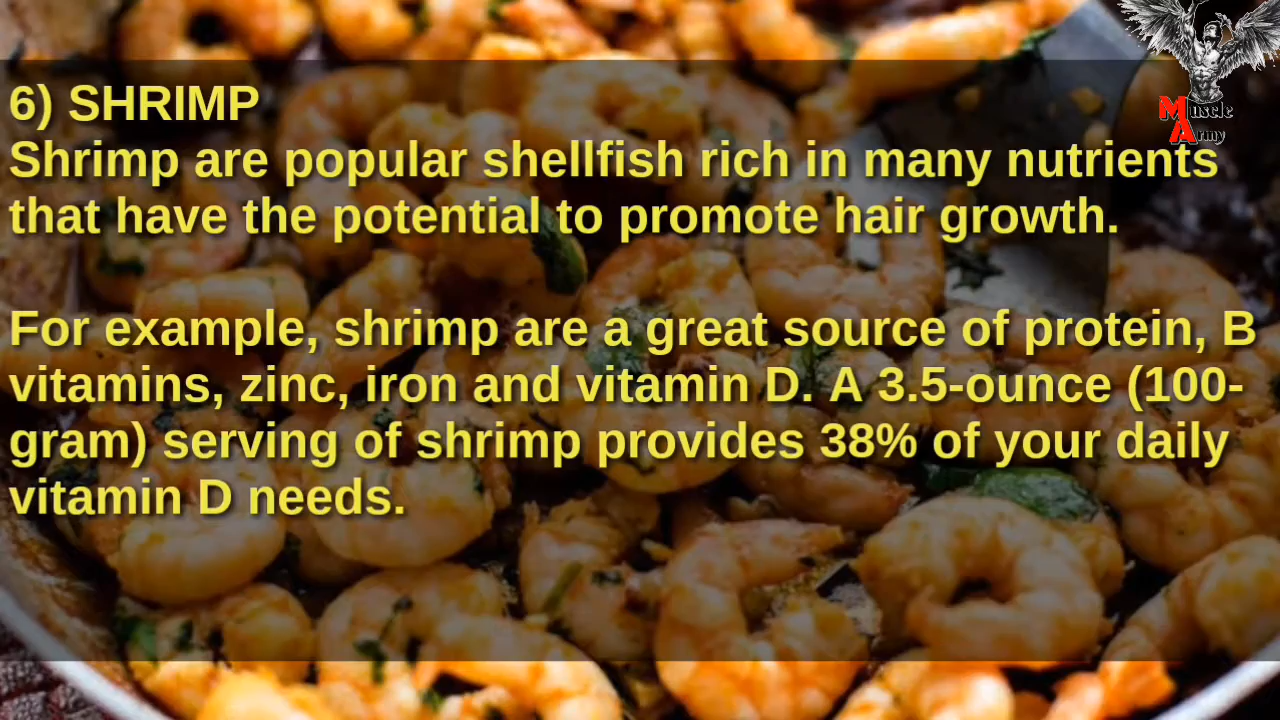 6) SHRIMP
Shrimp are popular shellfish rich in many nutrients
that have the potential to promote hair growth.
For example, shrimp are a great source of protein, B
vitamins, zinc, iron and vitamin D. A 3.5-ounce (100-
gram) serving of shrimp provides 38% of your daily
vitamin D needs.
Muscle
Army